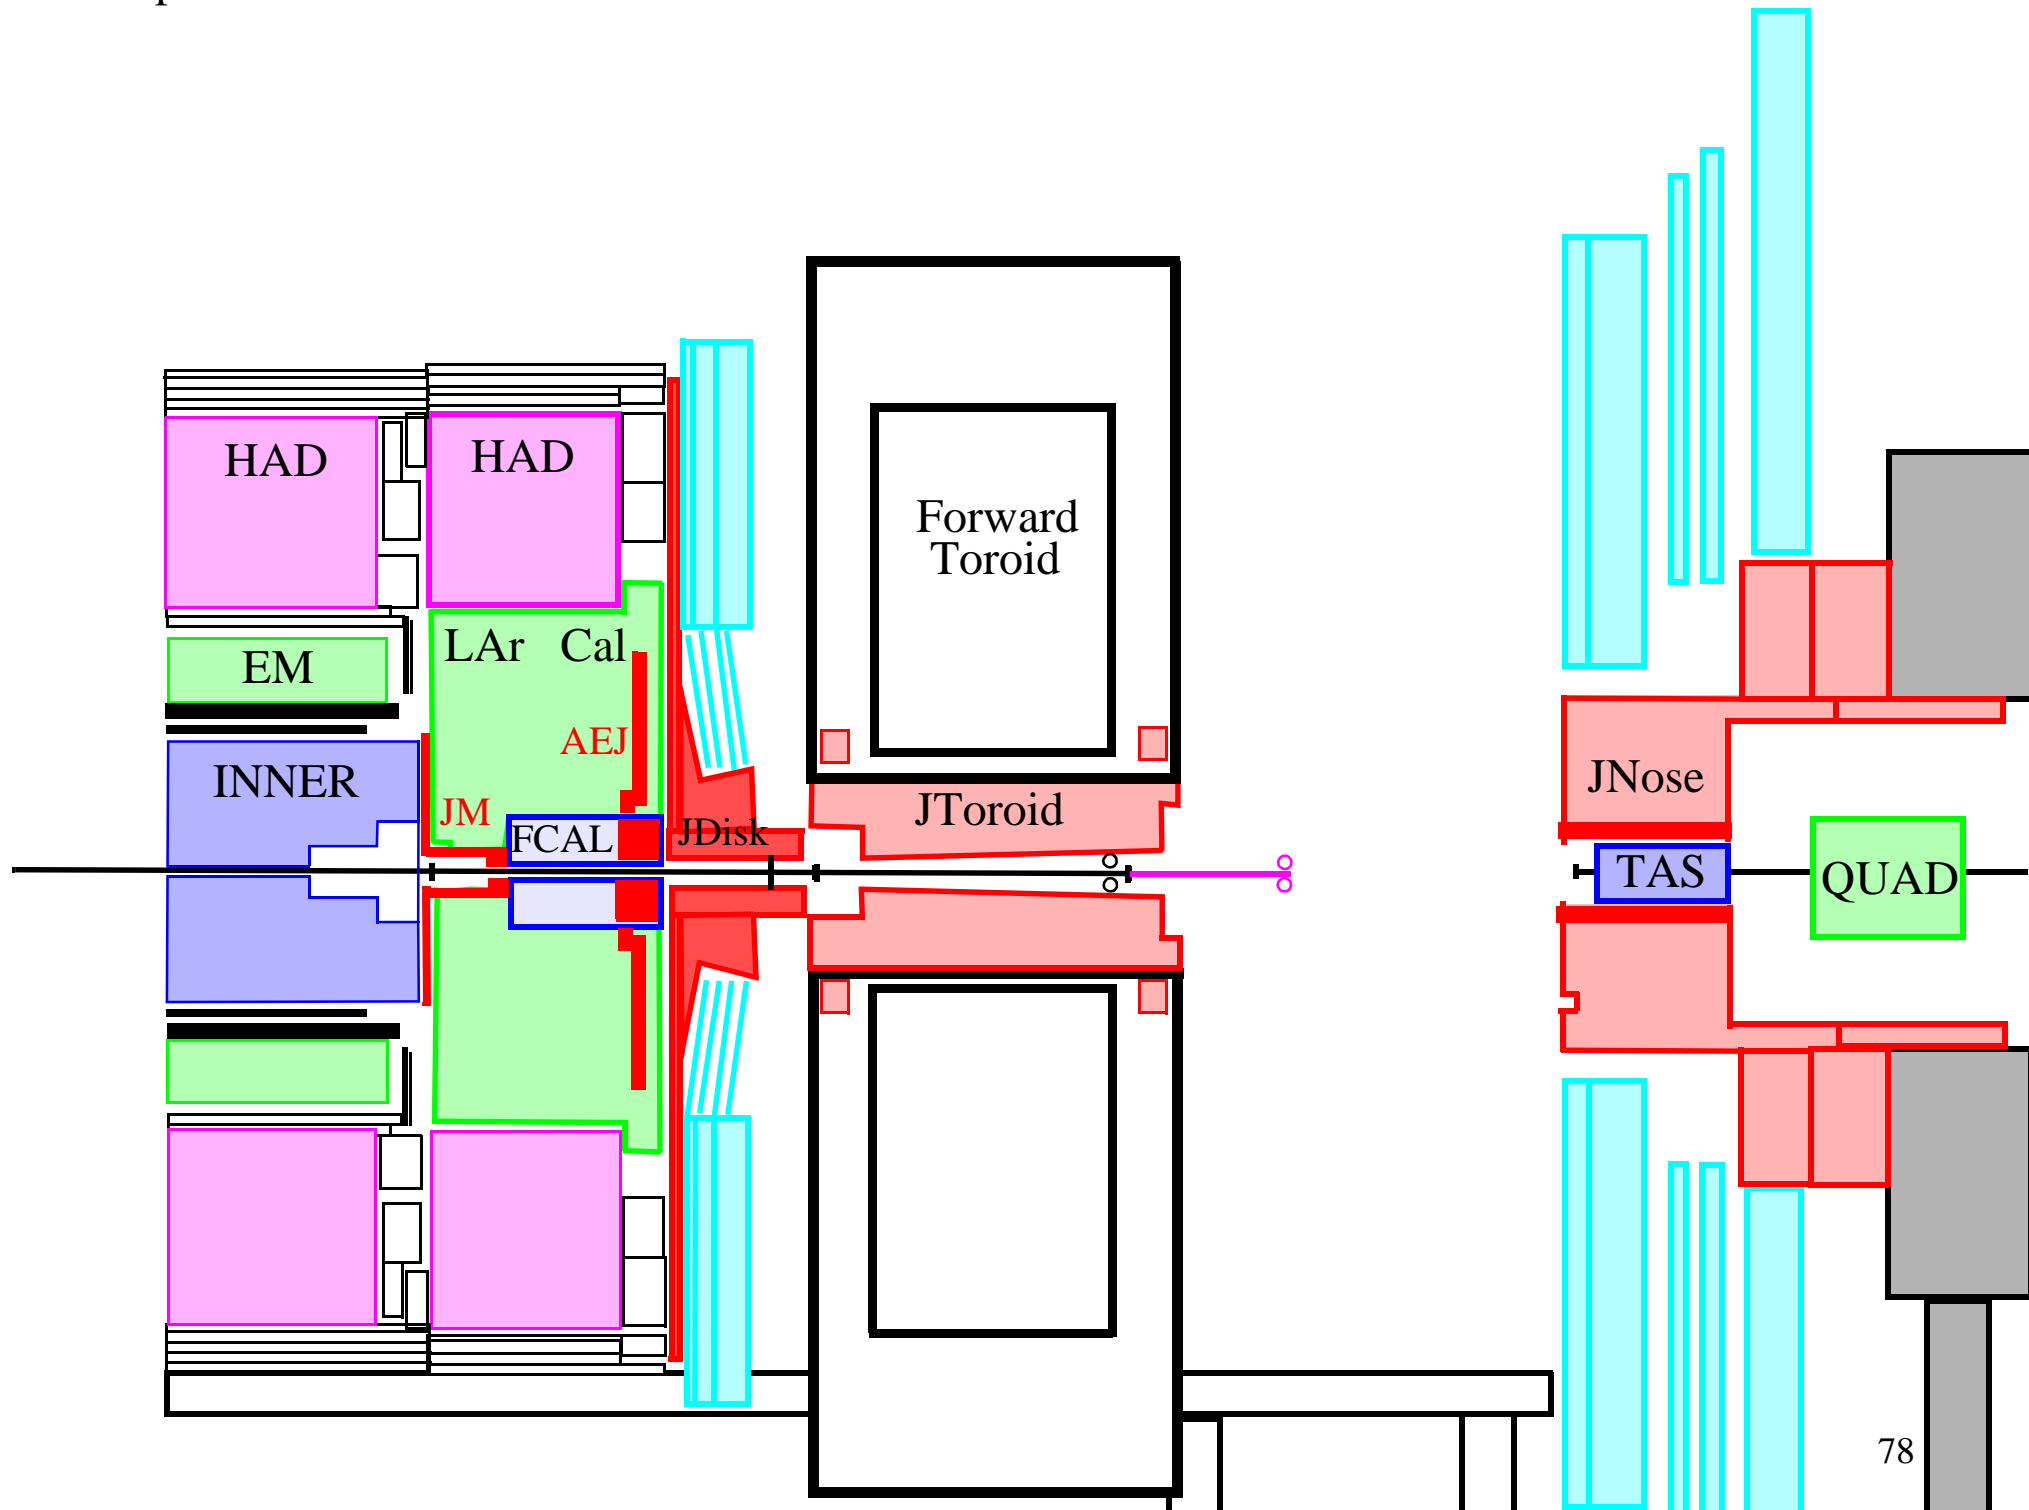 HAD
HAD
Forward
Toroid
LAr Cal
EM
AEJ
INNER
JNose
JM
JToroid
FCAL
JDisk
TAS
QUAD
78